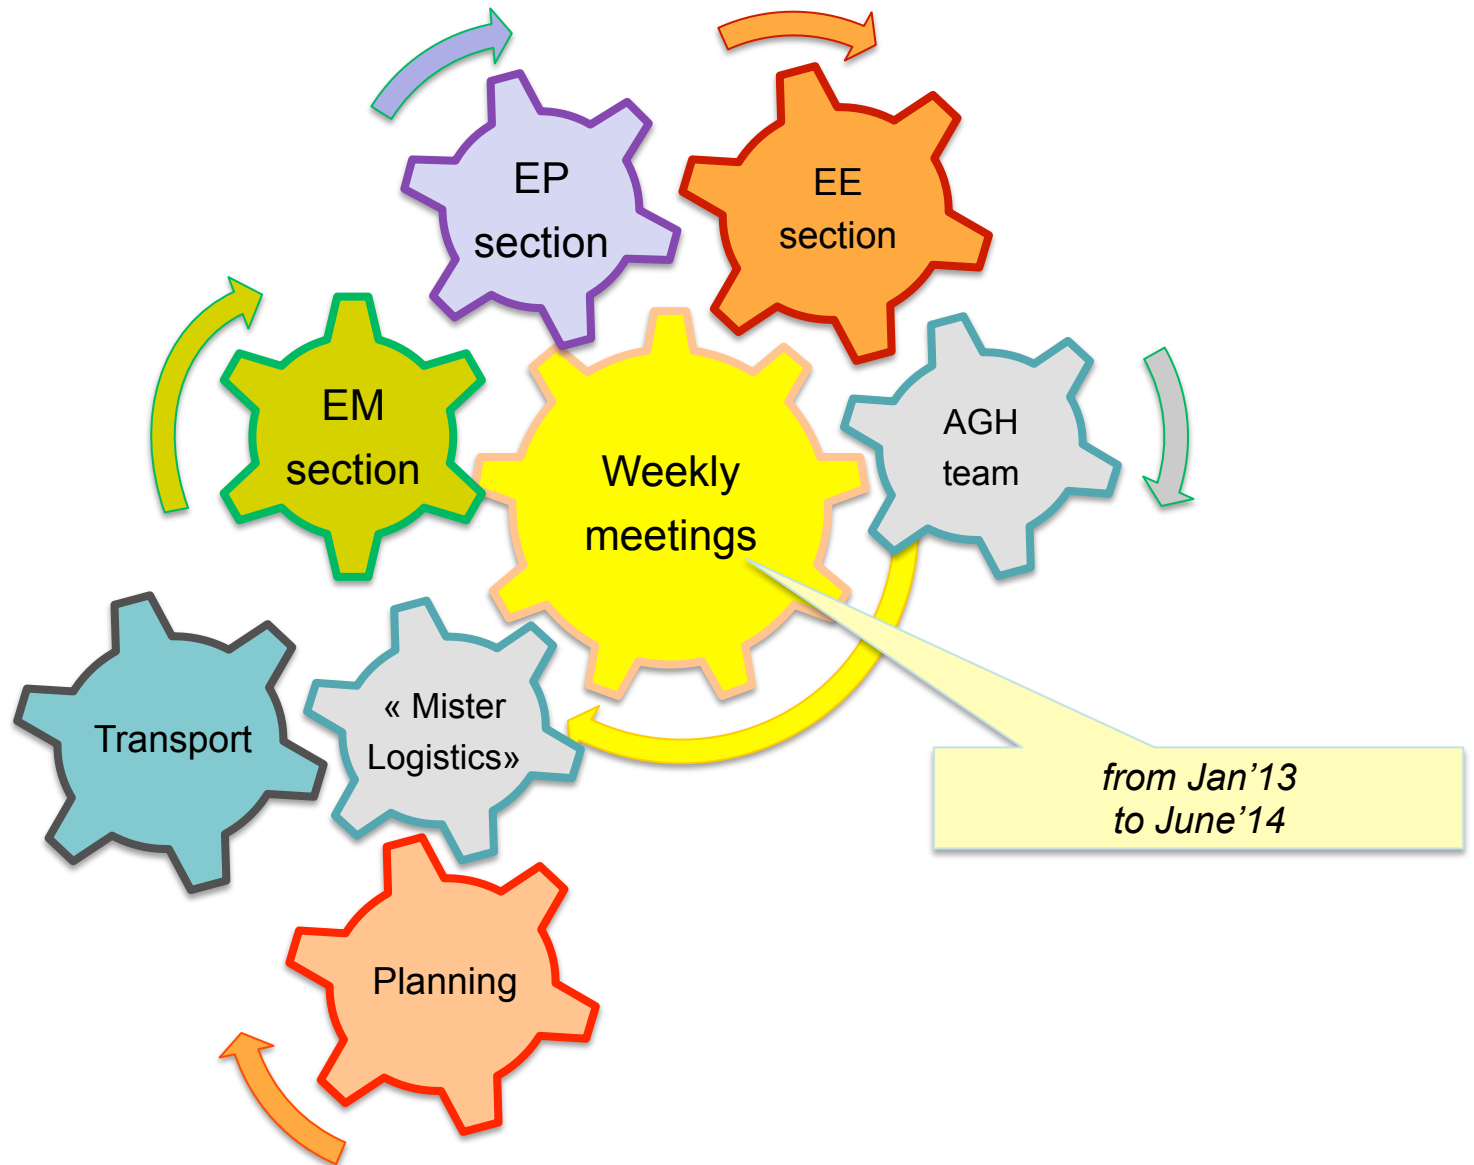 EP
section
EE
section
EM
section
AGH
team
Weekly
meetings
« Mister
Logistics»
Transport
from Jan’13
to June’14
Planning